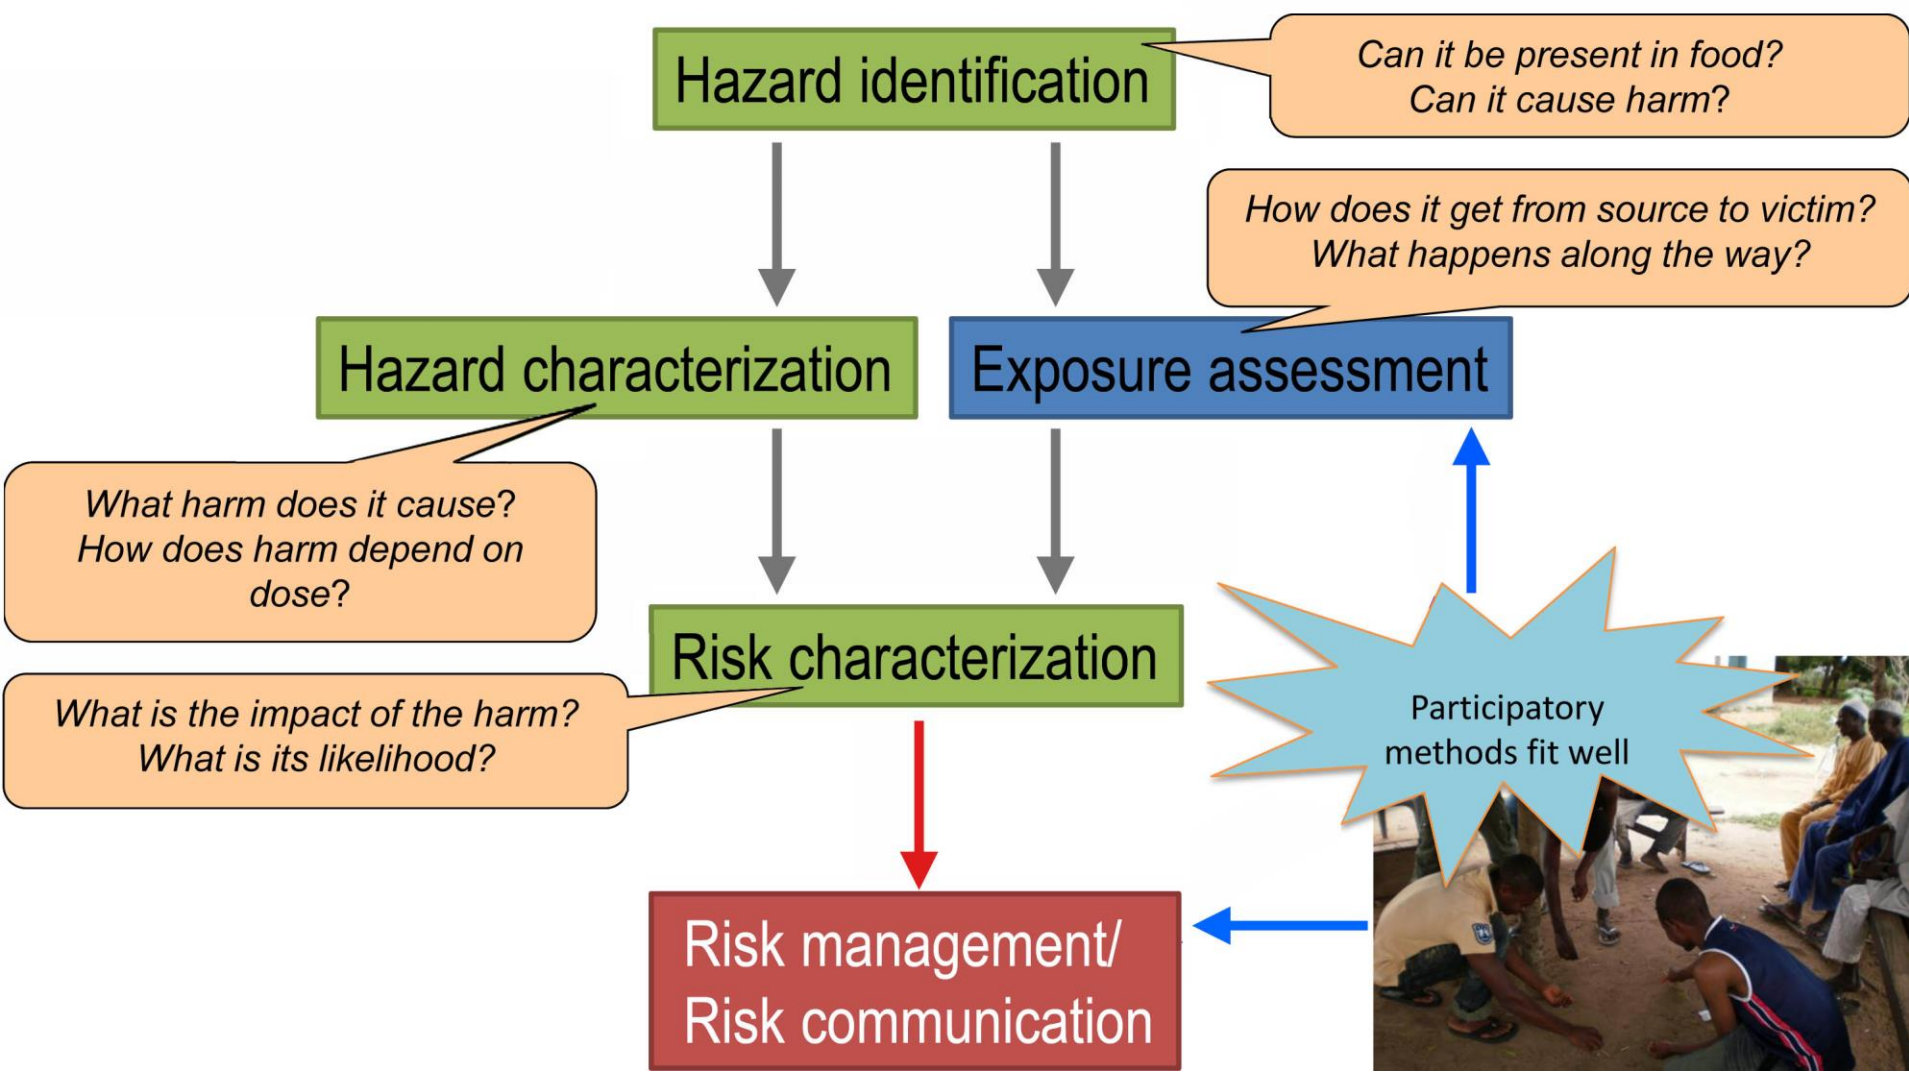 Hazard identification
Can it be present in food?
Can it cause harm?
How does it get from source to victim?
What happens along the way?
Hazard characterization
Exposure assessment
What harm does it cause?
How does harm depend on
dose?
Risk characterization
What is the impact of the harm?
What is its likelihood?
Participatory
methods fit well
Risk management/
Risk communication